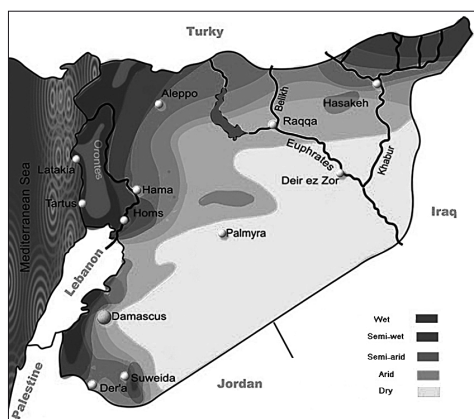 Turky
Aleppo
Belikh
Hasakeh
Raqqa
Euphrates
Khabur
Orontes
Latakia
Hama
Deir ez Zor
Tartus
Homs
Iraq
Mediterranean Sea
Palmyra
Lebanon
Damascus
Wet
Semi-wet
Semi-arid
Suweida
Arid
Palestine
Der'a
Jordan
Dry